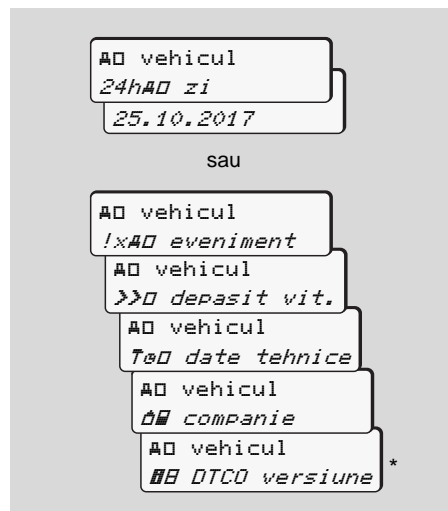 vehicul
24h zi
25.10.2017
sau
vehicul
!x eveniment
vehicul
>> depasit vit.
vehicul
date tehnice
vehicul
companie
vehicul
DTCO versiune *